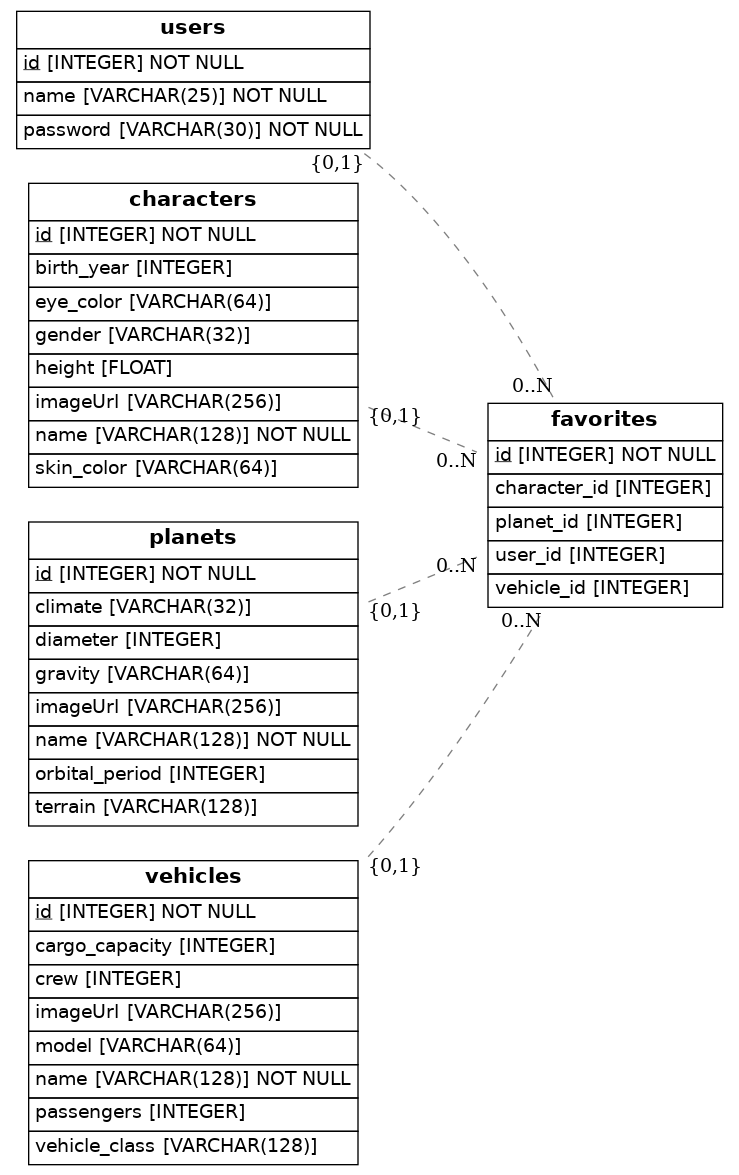 users
id [INTEGER] NOT NULL
name [VARCHAR(25)] NOT NULL
password [VARCHAR(30)] NOT NULL
{0,1}
characters
id [INTEGER] NOT NULL
birth_year [INTEGER]
eye_color [VARCHAR(64)]
gender [VARCHAR(32)]
height [FLOAT]
imageUrl [VARCHAR(256)]
name [VARCHAR(128)] NOT NULL
skin_color [VARCHAR(64)]
{0,1}
0..N
0..N
favorites
id [INTEGER] NOT NULL
character_id [INTEGER]
planet_id [INTEGER]
user_id [INTEGER]
vehicle_id [INTEGER]
0..N
0..N
planets
id [INTEGER] NOT NULL
climate [VARCHAR(32)]
diameter [INTEGER]
gravity [VARCHAR(64)]
imageUrl [VARCHAR(256)]
name [VARCHAR(128)] NOT NULL
orbital_period [INTEGER]
terrain [VARCHAR(128)]
{0,1}
vehicles
id [INTEGER] NOT NULL
cargo_capacity [INTEGER]
crew [INTEGER]
imageUrl [VARCHAR(256)]
model [VARCHAR(64)]
name [VARCHAR(128)] NOT NULL
passengers [INTEGER]
vehicle_class [VARCHAR(128)]
{0,1}